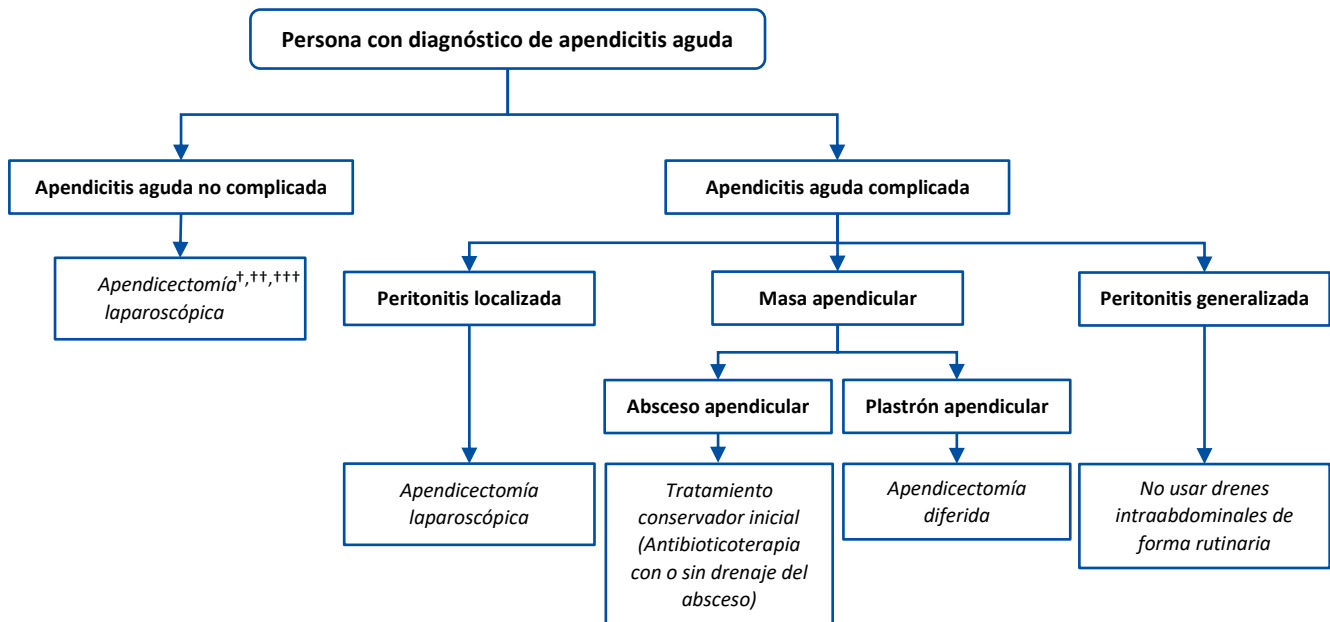 Persona con diagnóstico de apendicitis aguda
Apendicitis aguda no complicada
Apendicitis aguda complicada
Apendicectomía†,††,†††
laparoscópica
Peritonitis localizada
Masa apendicular
Peritonitis generalizada
Absceso apendicular
Plastrón apendicular
Apendicectomía
laparoscópica
Tratamiento
conservador inicial
(Antibioticoterapia
con o sin drenaje del
absceso)
Apendicectomía
diferida
No usar drenes
intraabdominales de
forma rutinaria